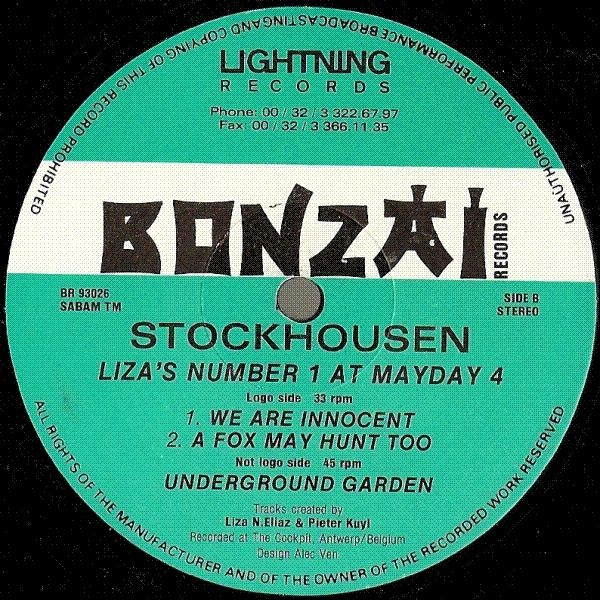 UNAUTHORISED PUBLIC PERFORMANCE BROADCASTING AND COPYING OF THIS RECORD PROHIBITED
LIGHTNING
RECORDS
Phone: 00 / 32 / 3 322.67.97
Fax: 00 / 32 / 3 366.11.35
BONZAI
RECORDS
BR 93026
SABAM TM
SIDE B
STEREO
STOCKHOUSEN
LIZA'S NUMBER 1 AT MAYDAY 4
Logo side 33 rpm
1. WE ARE INNOCENT
2. A FOX MAY HUNT TOO
Not logo side 45 rpm
UNDERGROUND GARDEN
Tracks created by
Liza N.Eliaz & Pieter Kuyl
Recorded at The Cockpit, Antwerp/Belgium
Design Alec Ven
ALL RIGHTS OF THE MANUFACTURER AND OF THE OWNER OF THE RECORDED WORK RESERVED